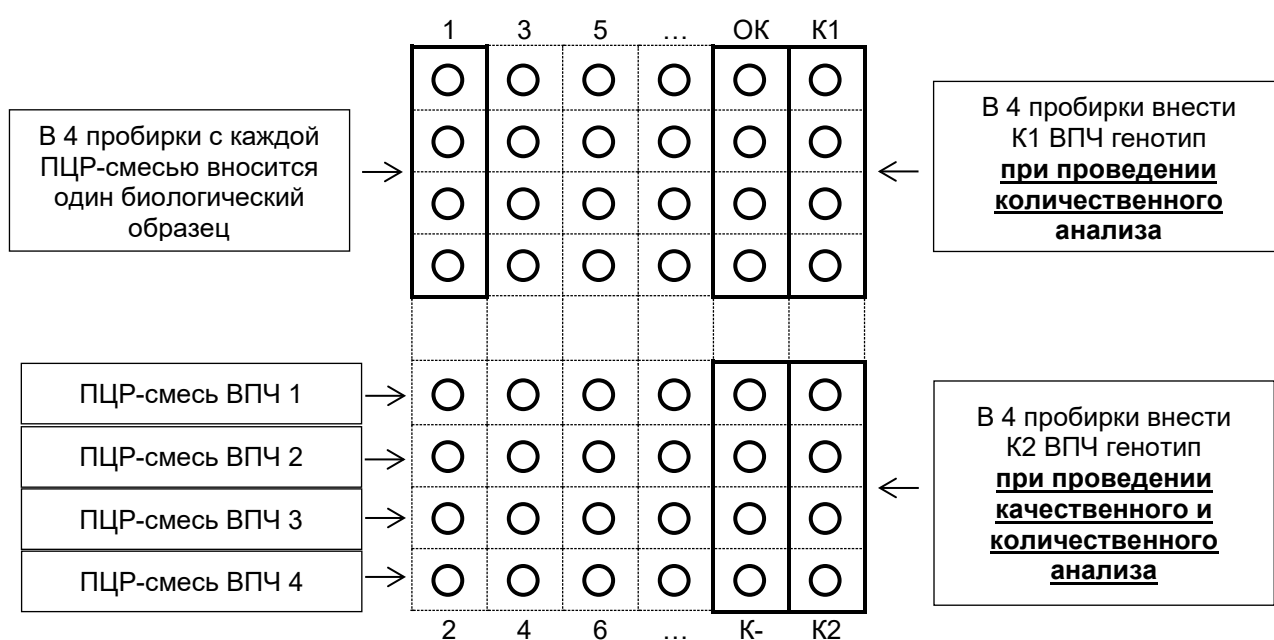 1 3 5 … ОК К1
В 4 пробирки с каждой
ПЦР-смесью вносится
один биологический
образец
В 4 пробирки внести
К1 ВПЧ генотип
при проведении
количественного
анализа
ПЦР-смесь ВПЧ 1
ПЦР-смесь ВПЧ 2
ПЦР-смесь ВПЧ 3
ПЦР-смесь ВПЧ 4
В 4 пробирки внести
К2 ВПЧ генотип
при проведении
качественного и
количественного
анализа
2 4 6 … К- К2